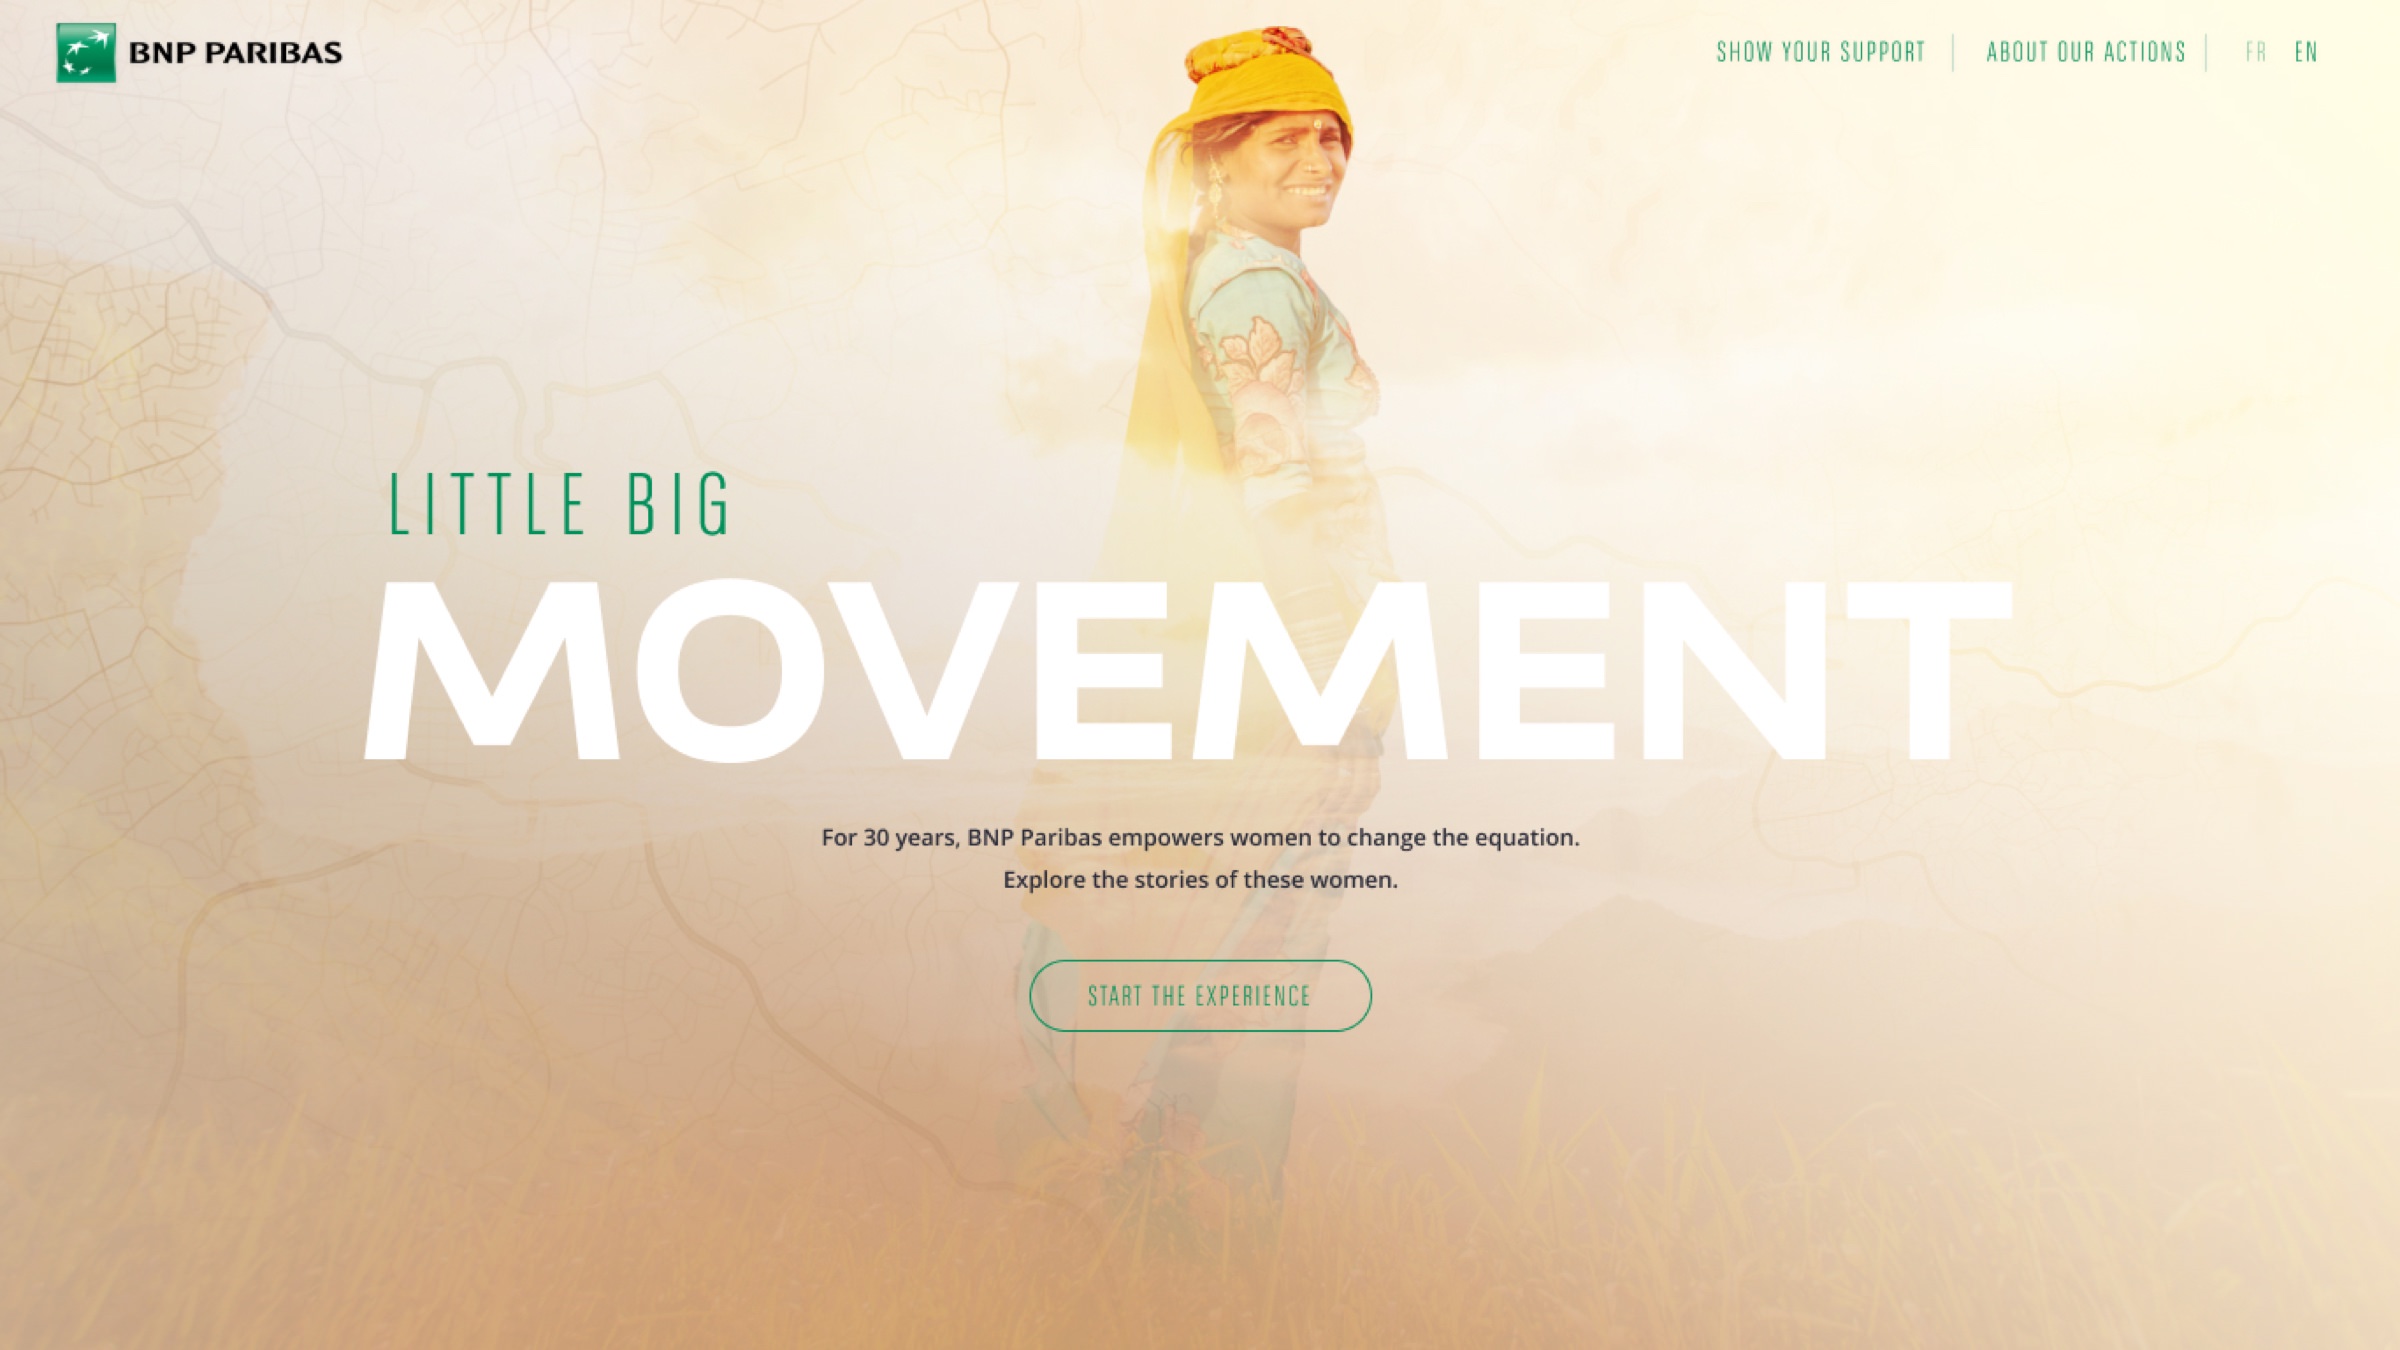 BNP PARIBAS
SHOW YOUR SUPPORT
ABOUT OUR ACTIONS
FR EN
LITTLE BIG
MOVEMENT
For 30 years, BNP Paribas empowers women to change the equation.
Explore the stories of these women.
START THE EXPERIENCE